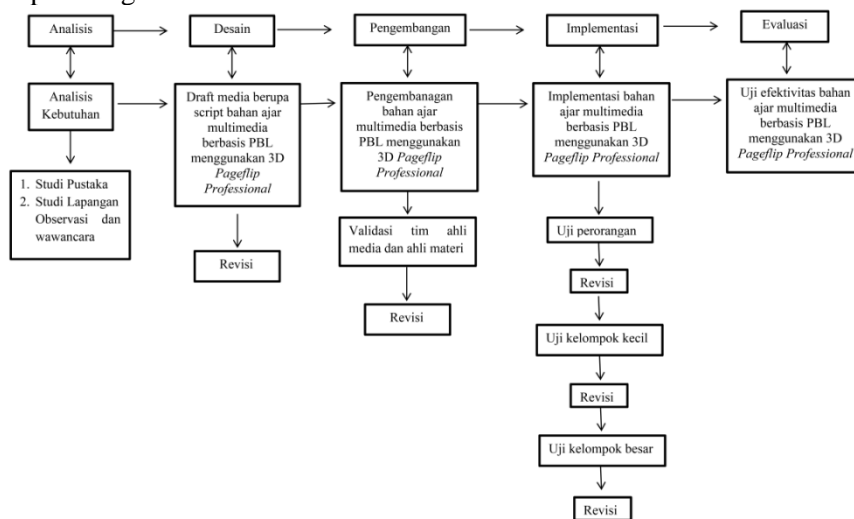 Analisis
Desain
Pengembangan
Implementasi
Evaluasi
Analisis
Kebutuhan
Draft media berupa
script bahan ajar
multimedia
berbasis PBL
menggunakan 3D
Pageflip
Professional
Pengembanagan
bahan ajar
multimedia
berbasis PBL
menggunakan
3D Pageflip
Professional
Implementasi bahan
ajar multimedia
berbasis PBL
menggunakan 3D
Pageflip Professional
Uji efektivitas bahan
ajar multimedia
berbasis PBL
menggunakan 3D
Pageflip Professional
1. Studi Pustaka
2. Studi Lapangan
Observasi dan
wawancara
Revisi
Validasi tim ahli
media dan ahli materi
Revisi
Uji perorangan
Revisi
Uji kelompok kecil
Revisi
Uji kelompok besar
Revisi